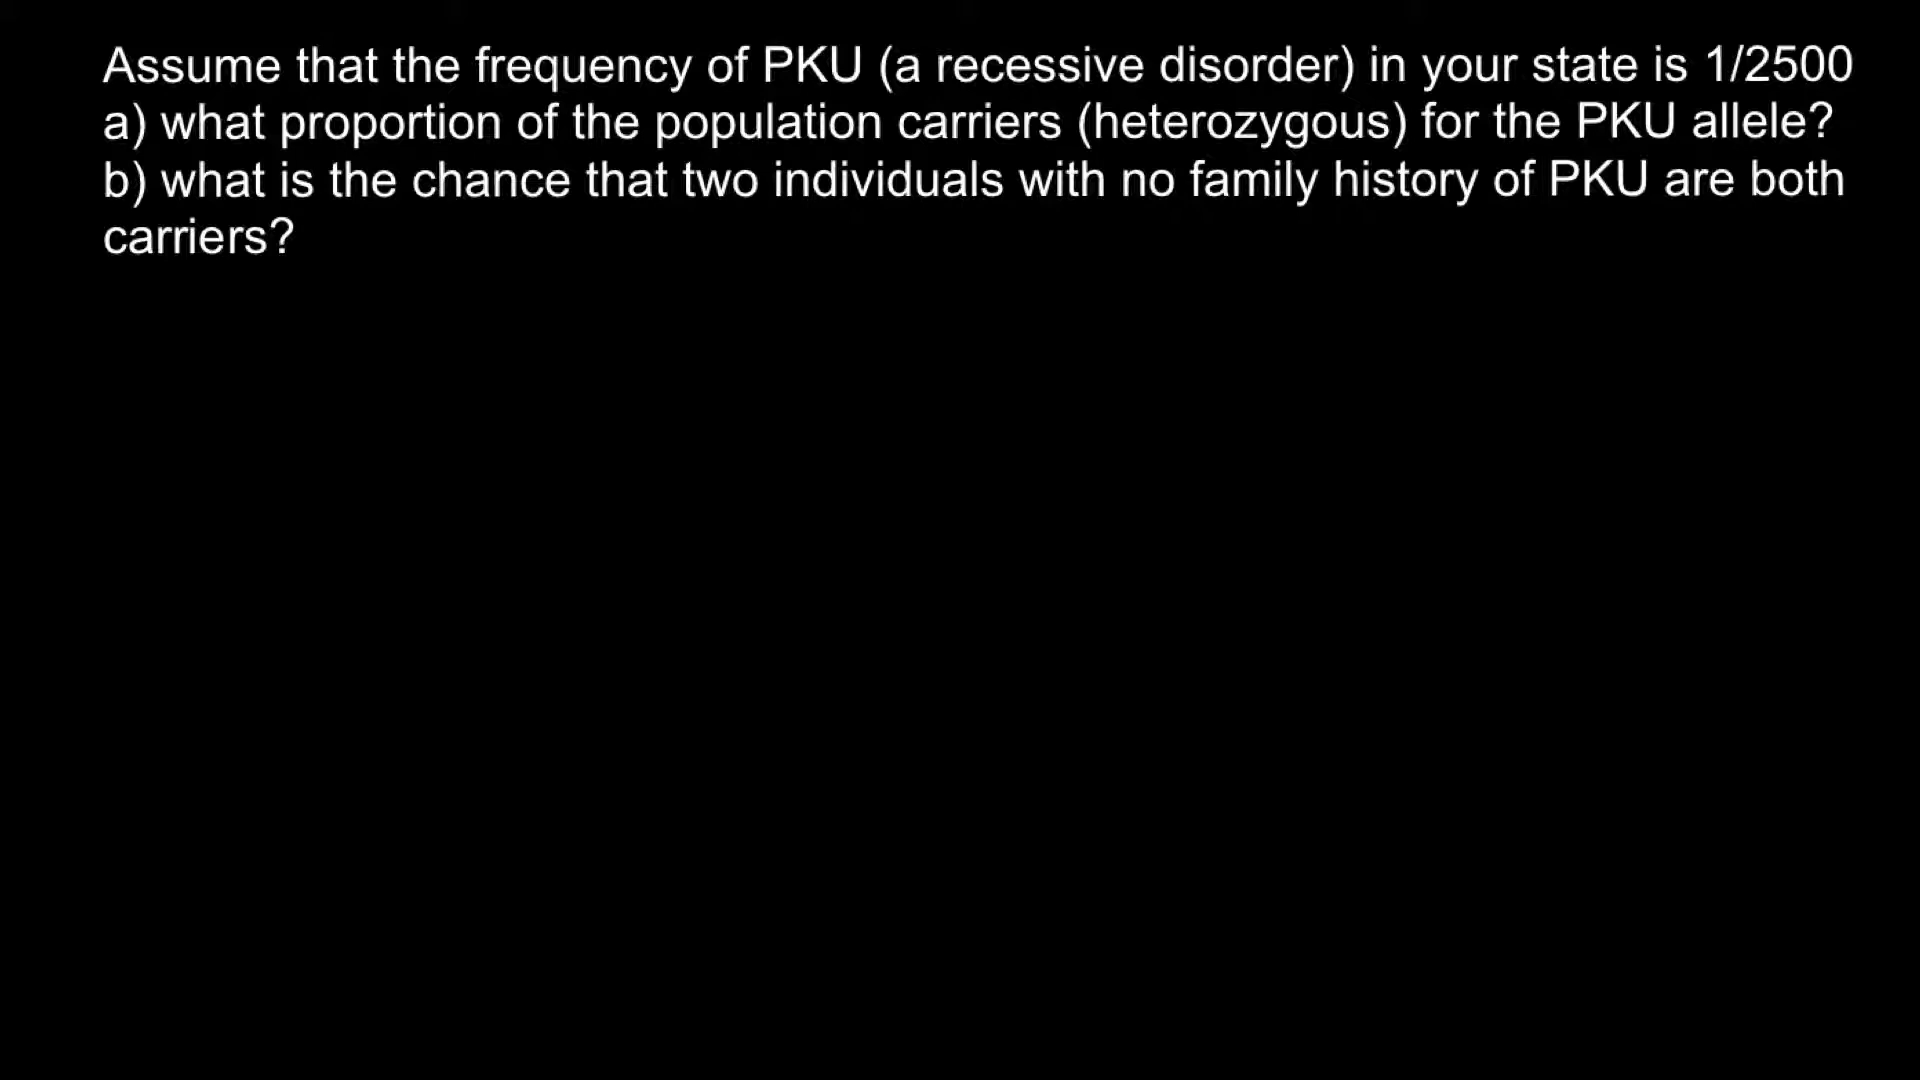 Assume that the frequency of PKU (a recessive disorder) in your state is 1/2500
a) what proportion of the population carriers (heterozygous) for the PKU allele?
b) what is the chance that two individuals with no family history of PKU are both
carriers?